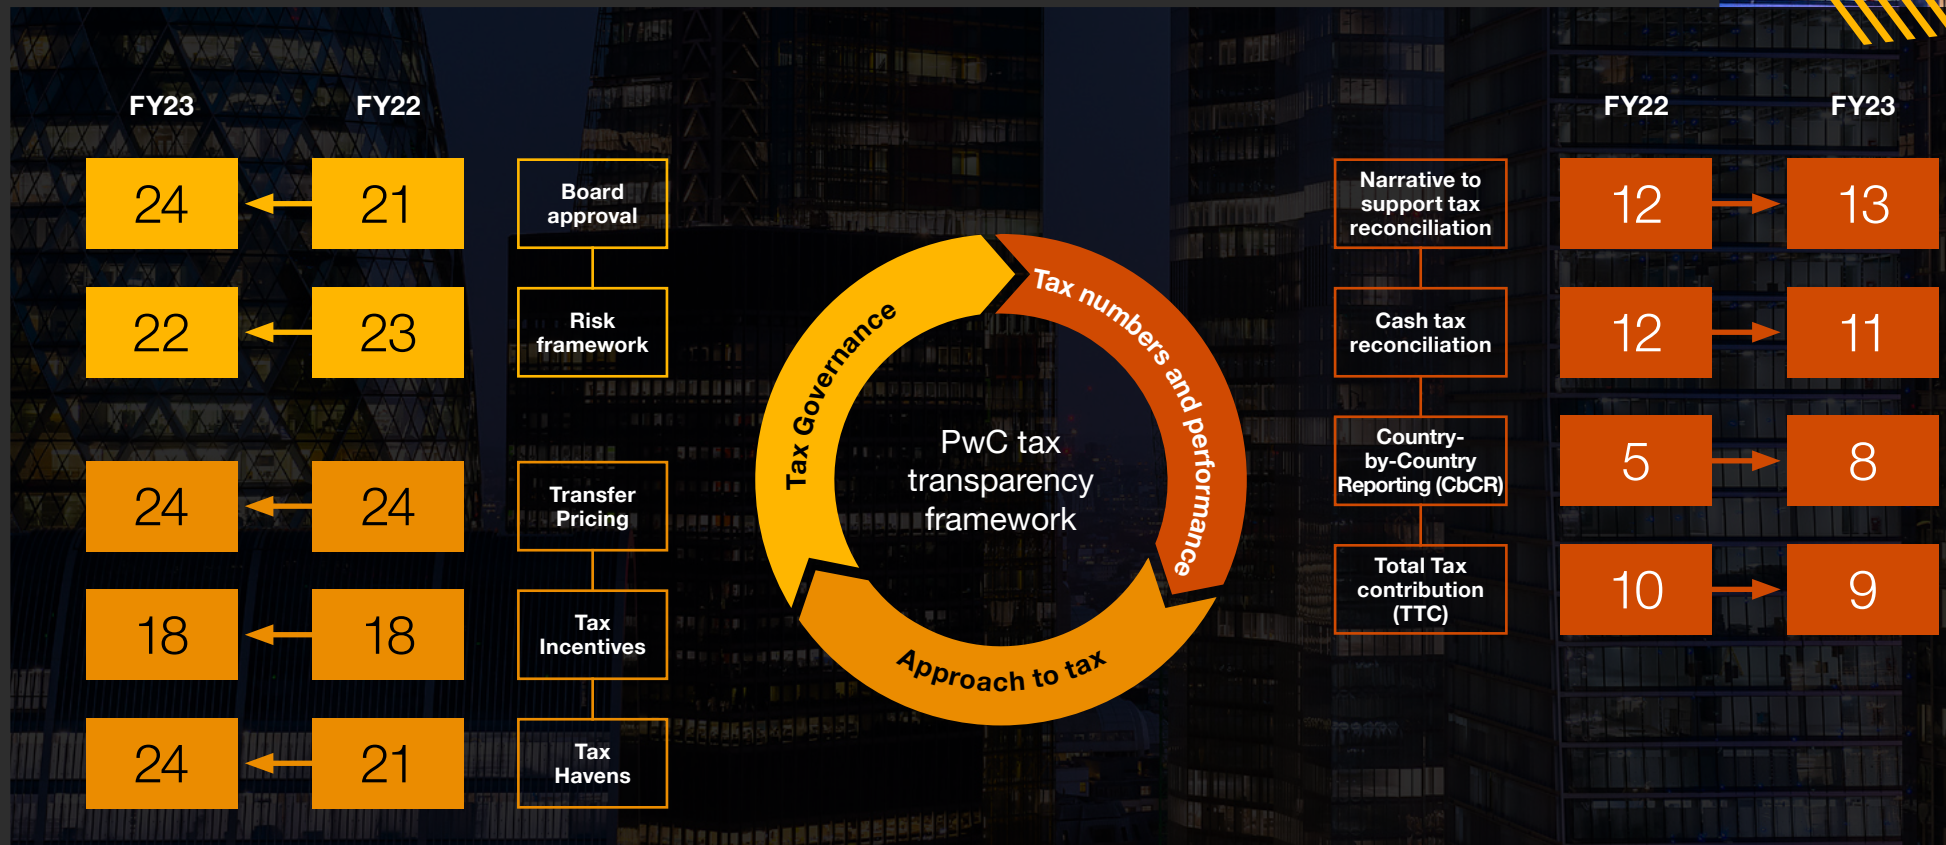 FY23 FY22
24 21
Board
approval
22 23
Risk
framework
24 24
Transfer
Pricing
18 18
Tax
Incentives
24 21
Tax
Havens
Tax Governance
Tax numbers and performance
Approach to tax
PwC tax
transparency
framework
FY22 FY23
Narrative to
support tax
reconciliation
12 13
Cash tax
reconciliation
12 11
Country-
by-Country
Reporting (CbCR)
5 8
Total Tax
contribution
(TTC)
10 9